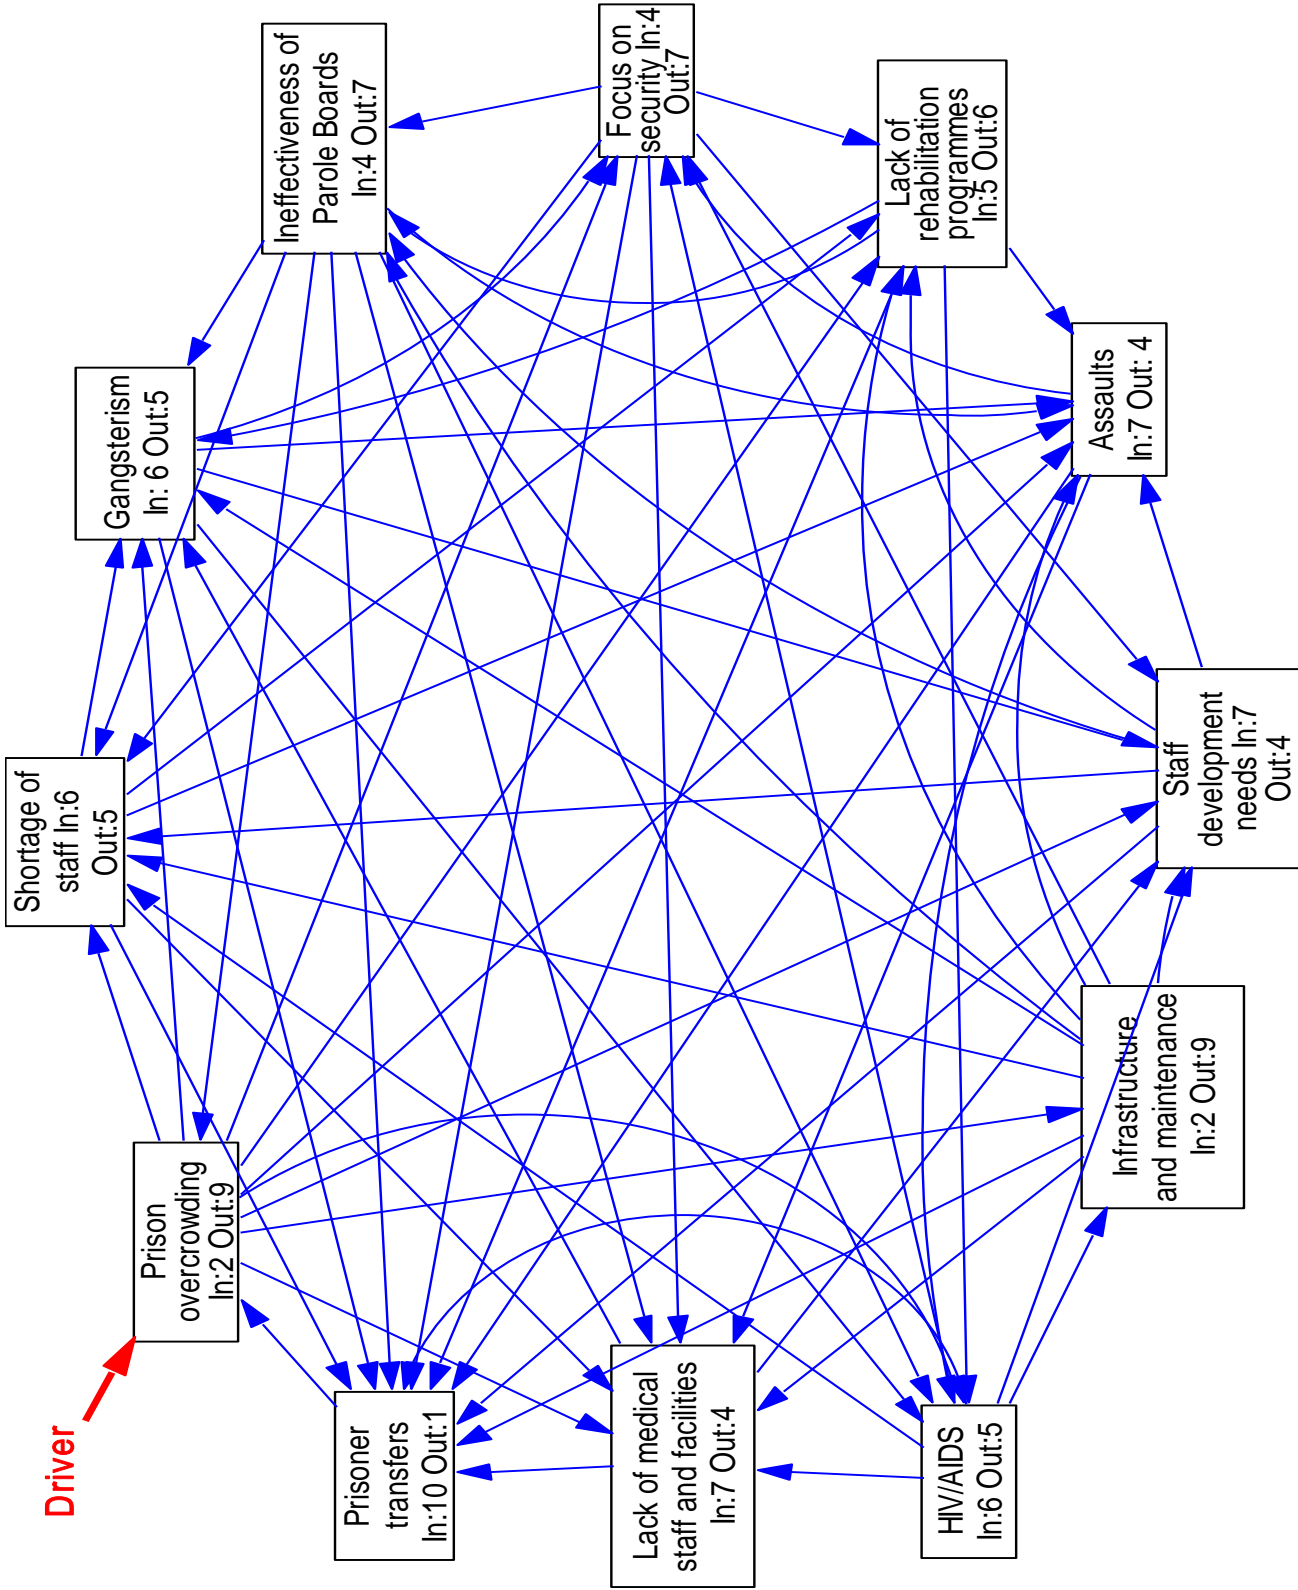 Driver
Prison
overcrowding
In:2 Out:9
Shortage of
staff In:6
Out:5
Gangsterism
In: 6 Out:5
Ineffectiveness of
Parole Boards
In:4 Out:7
Focus on
security In:4
Out:7
Lack of
rehabilitation
programmes
In:5 Out:6
Assaults
In:7 Out: 4
Staff
development
needs In:7
Out:4
Infrastructure
and maintenance
In:2 Out:9
HIV/AIDS
In:6 Out:5
Lack of medical
staff and facilities
In:7 Out:4
Prisoner
transfers
In:10 Out:1